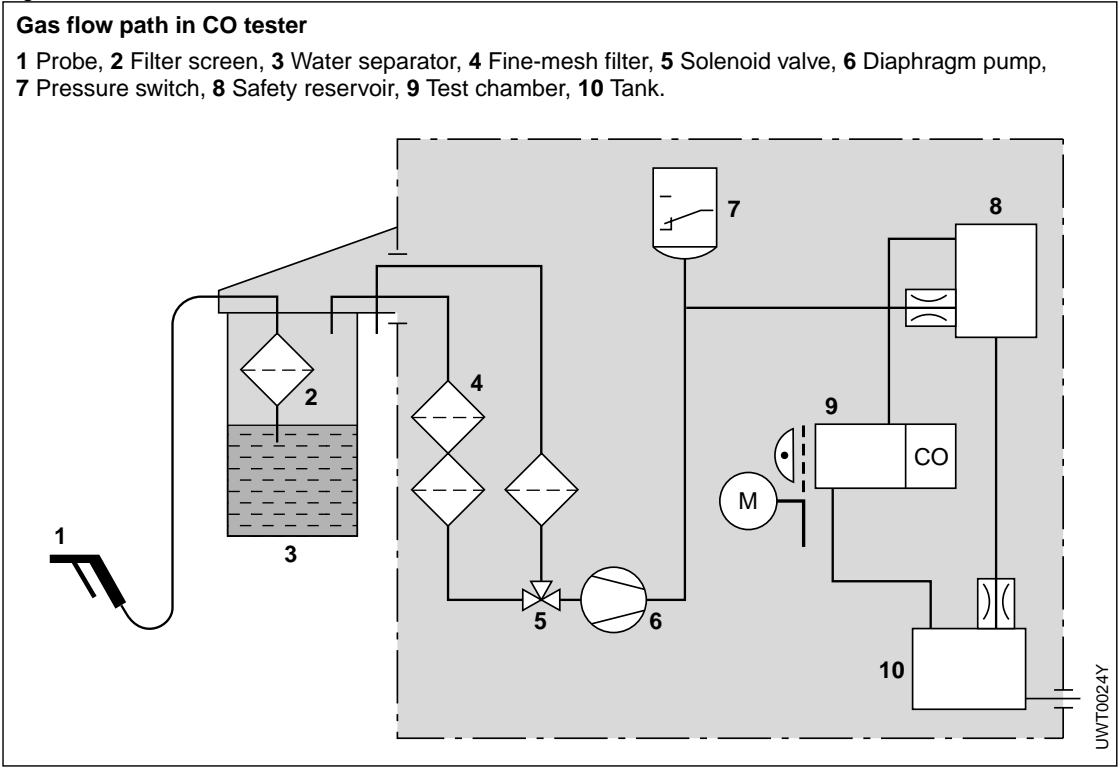 Gas flow path in CO tester
1 Probe, 2 Filter screen, 3 Water separator, 4 Fine-mesh filter, 5 Solenoid valve, 6 Diaphragm pump,
7 Pressure switch, 8 Safety reservoir, 9 Test chamber, 10 Tank.
7
8
4
2
9
CO
M
1
3
5
6
10
UWT0024Y